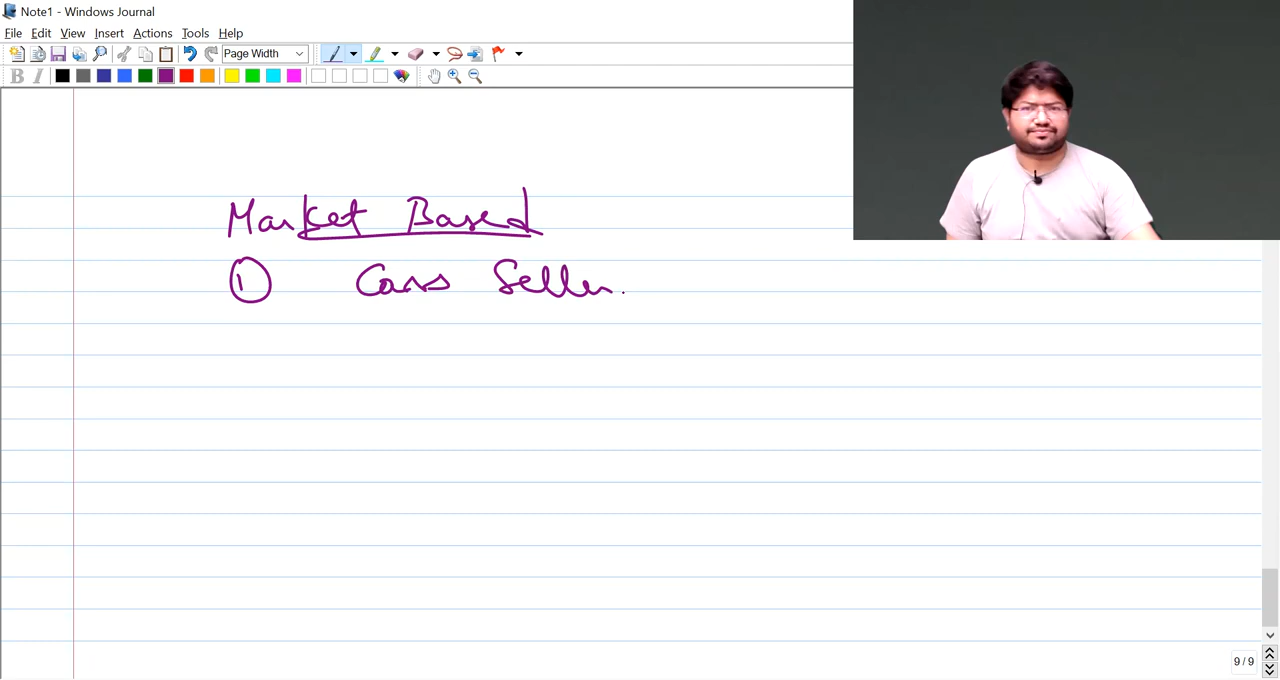 Note1 - Windows Journal
File Edit View Insert Actions Tools Help
Page Width
B I
Market Based
① Cars Seller.
9 / 9